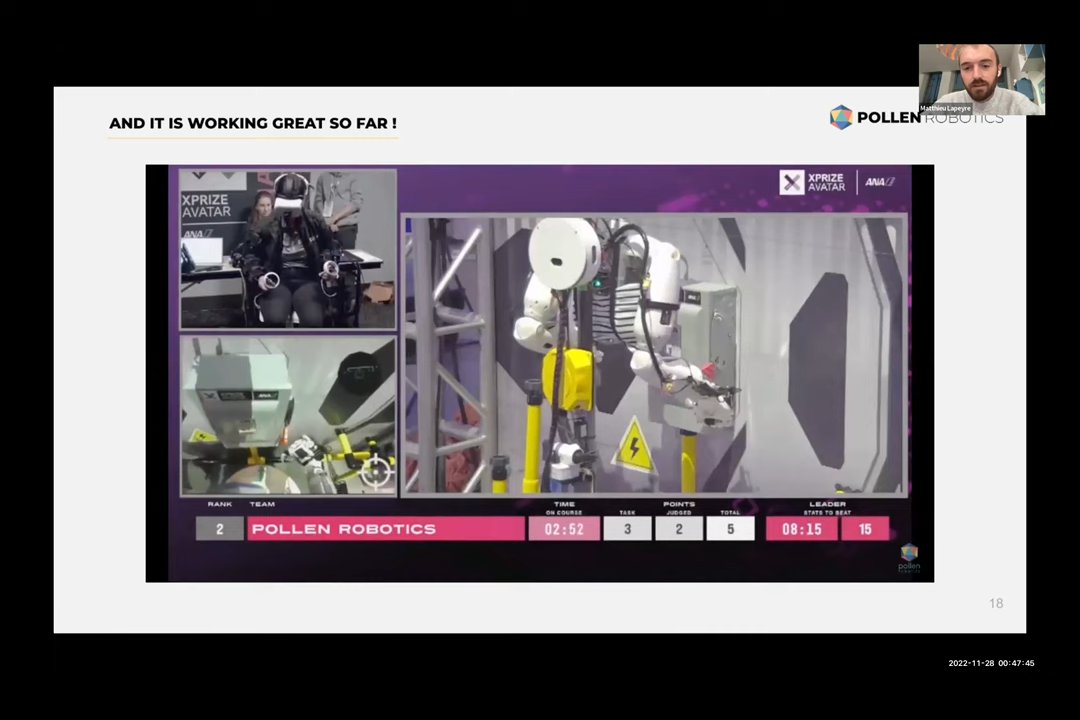 Matthieu Lapeyre
AND IT IS WORKING GREAT SO FAR !
POLLEN ROBOTICS
XPRIZE
AVATAR
ANA
XPRIZE
AVATAR
ANA
RANK TEAM TIME POINTS LEADER
ON COURSE TASK JUDGED TOTAL STATS TO BEAT
2 POLLEN ROBOTICS 02:52 3 2 5 08:15 15
pollen
18
2022-11-28 00:47:45